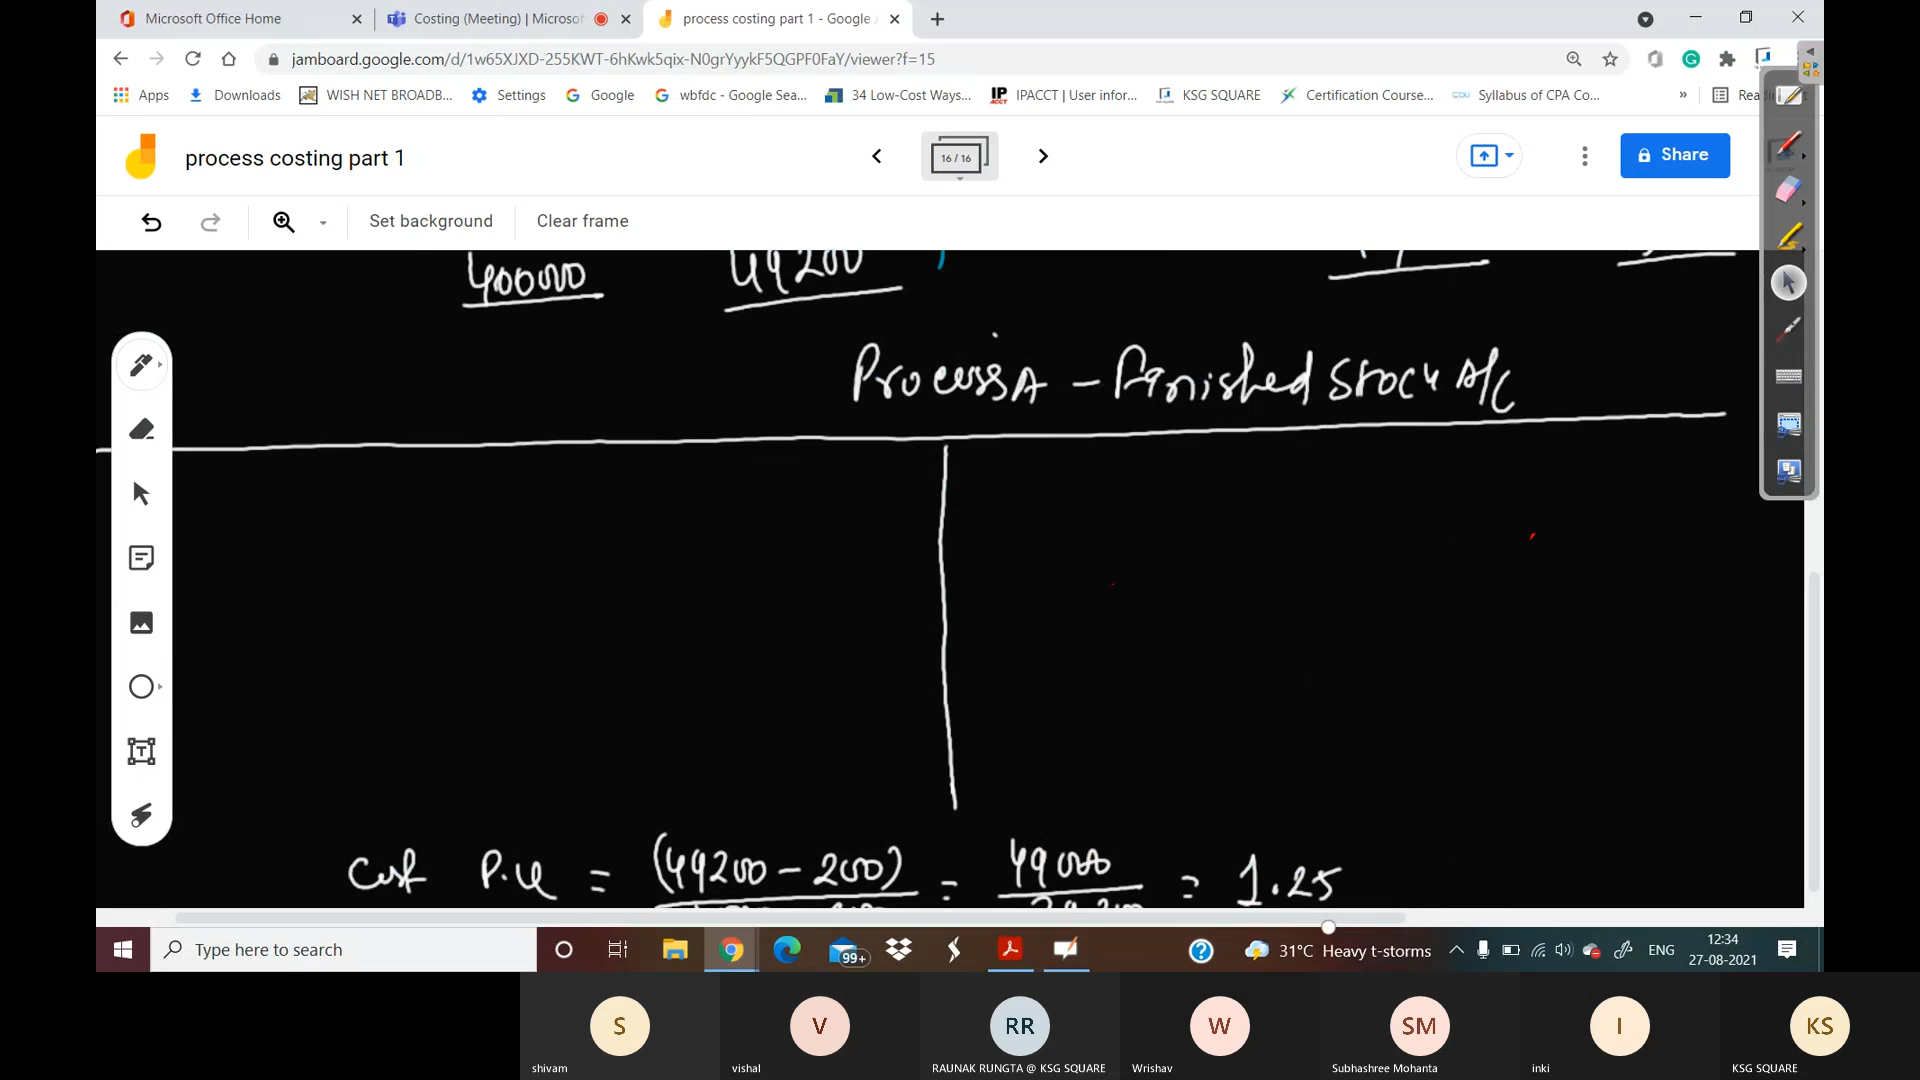 Microsoft Office Home
Costing (Meeting) | Microsof
process costing part 1 - Google J
jamboard.google.com/d/1w65XJXD-255KWT-6hKwk5qix-N0grYyykF5QGPF0FaY/viewer?f=15
Apps Downloads WISH NET BROADB... Settings Google wbfdc - Google Sea... 34 Low-Cost Ways... IPACCT | User infor... KSG SQUARE Certification Course... Syllabus of CPA Co... » Read
process costing part 1
16 / 16
Share
Set background Clear frame
400000 49200
Process A - Finished Stock A/C
Cost P.U = (49200 - 200) = 49000 = 1.25
39200
Type here to search
99+
31°C Heavy t-storms
ENG
12:34
27-08-2021
S V RR W SM I KS
shivam vishal RAUNAK RUNGTA @ KSG SQUARE Wrishav Subhashree Mohanta inki KSG SQUARE